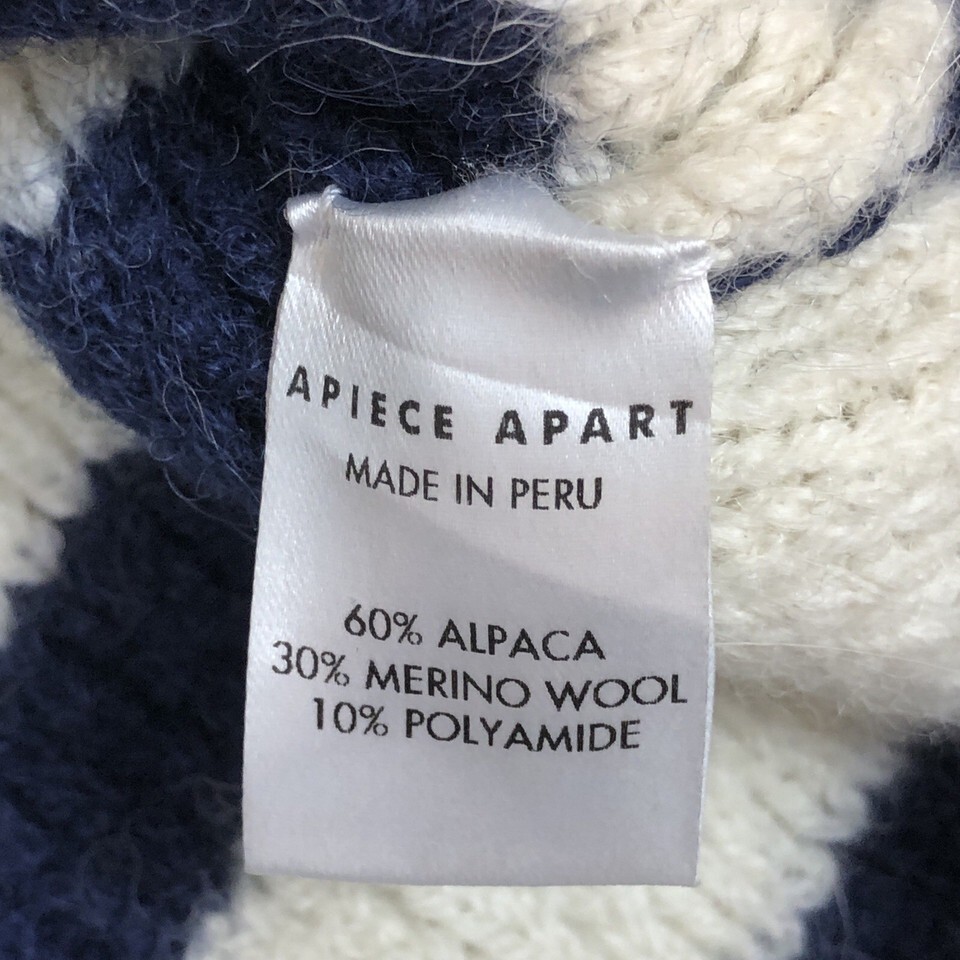 APIECE APART
MADE IN PERU
60% ALPACA
30% MERINO WOOL
10% POLYAMIDE